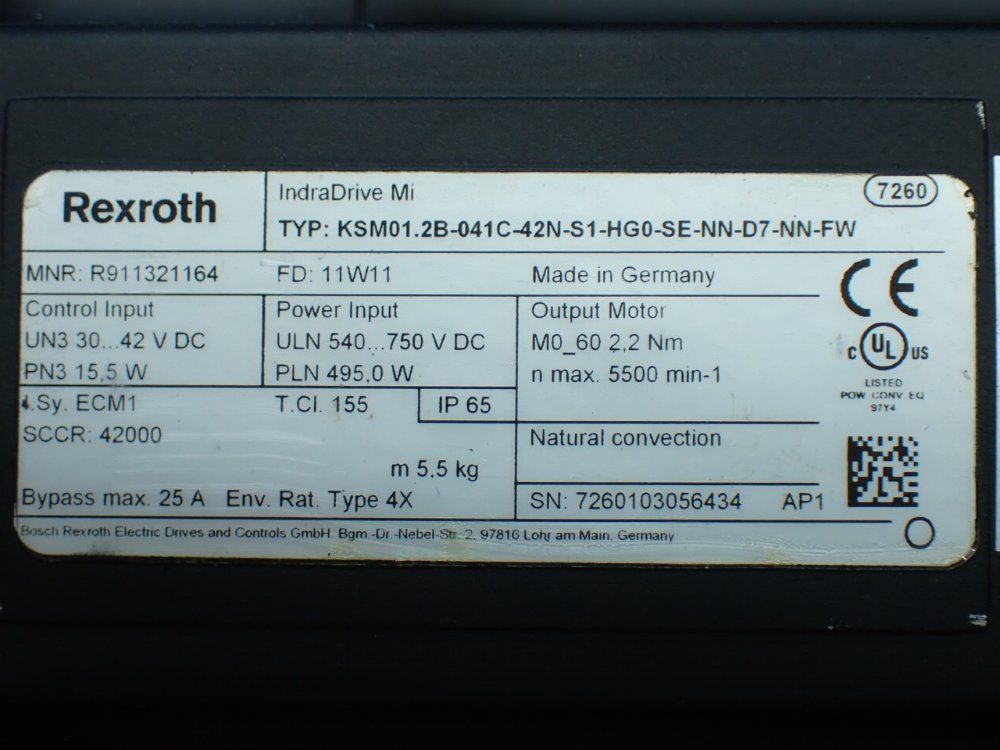 Rexroth
IndraDrive Mi
7260
TYP: KSM01.2B-041C-42N-S1-HG0-SE-NN-D7-NN-FW
MNR: R911321164
FD: 11W11
Made in Germany
CE
Control Input
UN3 30...42 V DC
PN3 15,5 W
Power Input
ULN 540...750 V DC
PLN 495,0 W
Output Motor
M0_60 2,2 Nm
n max. 5500 min-1
C UL US
LISTED
POW. CONV. EQ
97Y4
.Sy. ECM1
T.Cl. 155
IP 65
SCCR: 42000
m 5,5 kg
Natural convection
Bypass max. 25 A Env. Rat. Type 4X
SN: 7260103056434 AP1
Bosch Rexroth Electric Drives and Controls GmbH. Bgm.-Dr.-Nebel-Str. 2, 97816 Lohr am Main, Germany